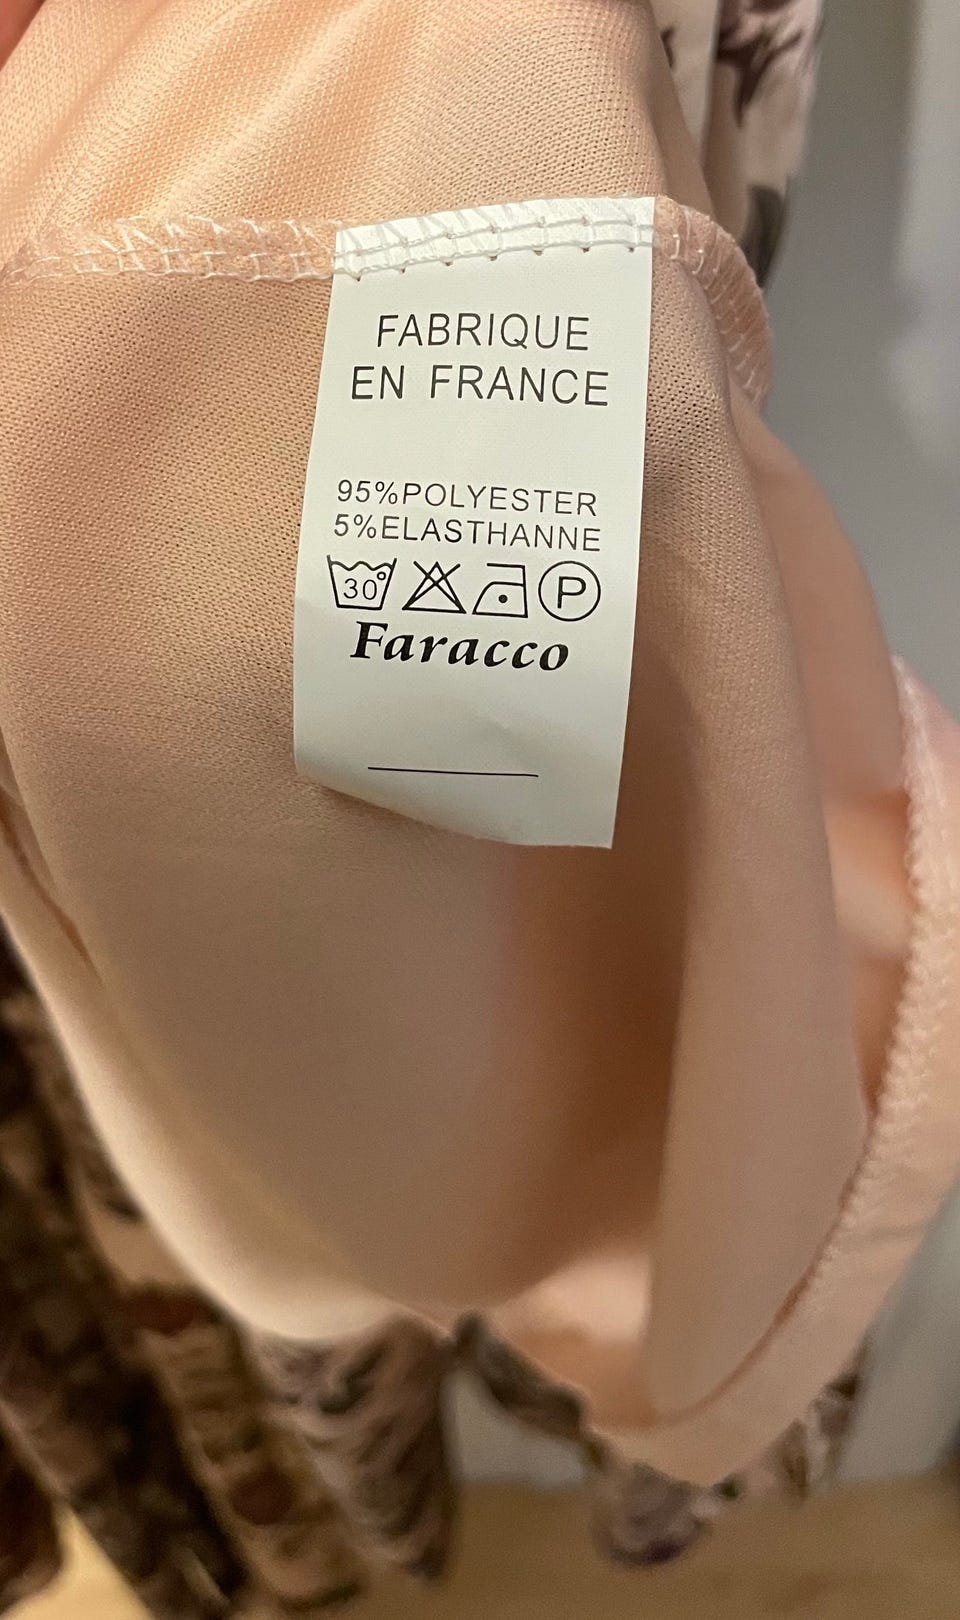 FABRIQUE
EN FRANCE
95%POLYESTER
5%ELASTHANNE
30° P
Faracco